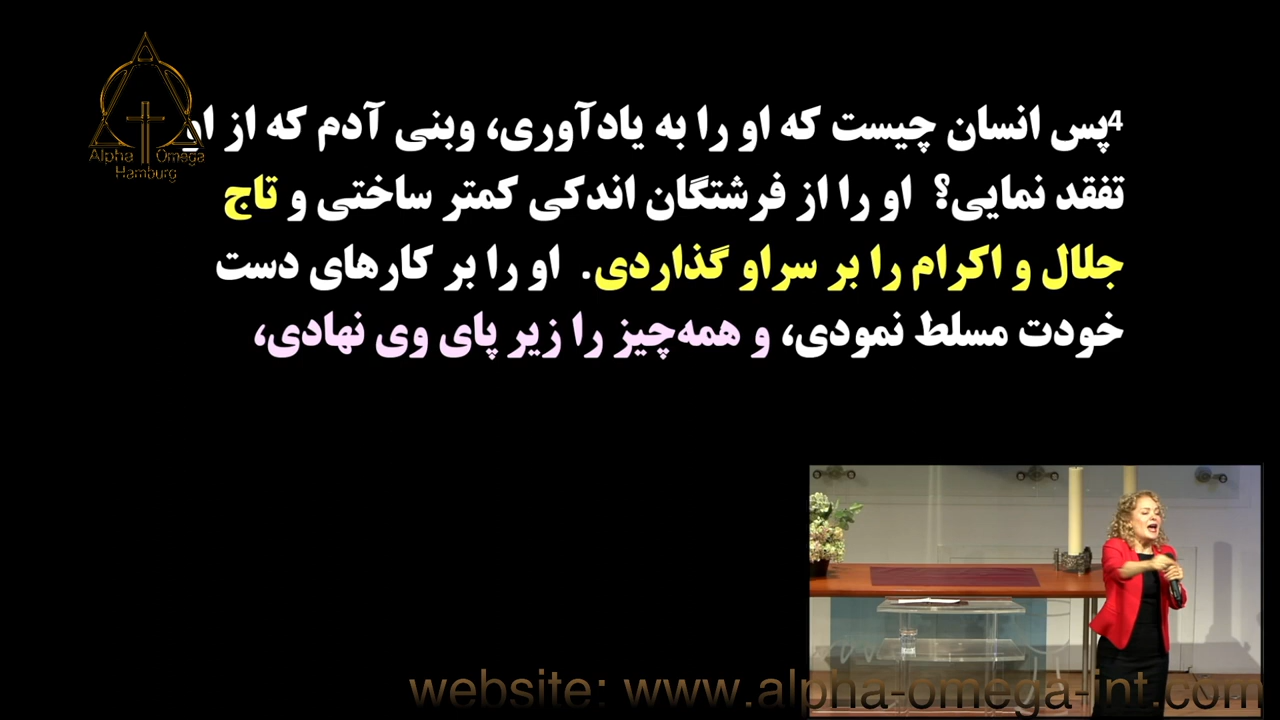 4پس انسان چیست که او را به یادآوری، وبنی آدم که از او
تفقد نمایی؟ او را از فرشتگان اندکی کمتر ساختی و تاج
جلال و اکرام را بر سراو گذاردی. او را بر کارهای دست
خودت مسلط نمودی، و همه‌چیز را زیر پای وی نهادی،
Alpha Omega
Hamburg
website: www.alpha-omega-int.com